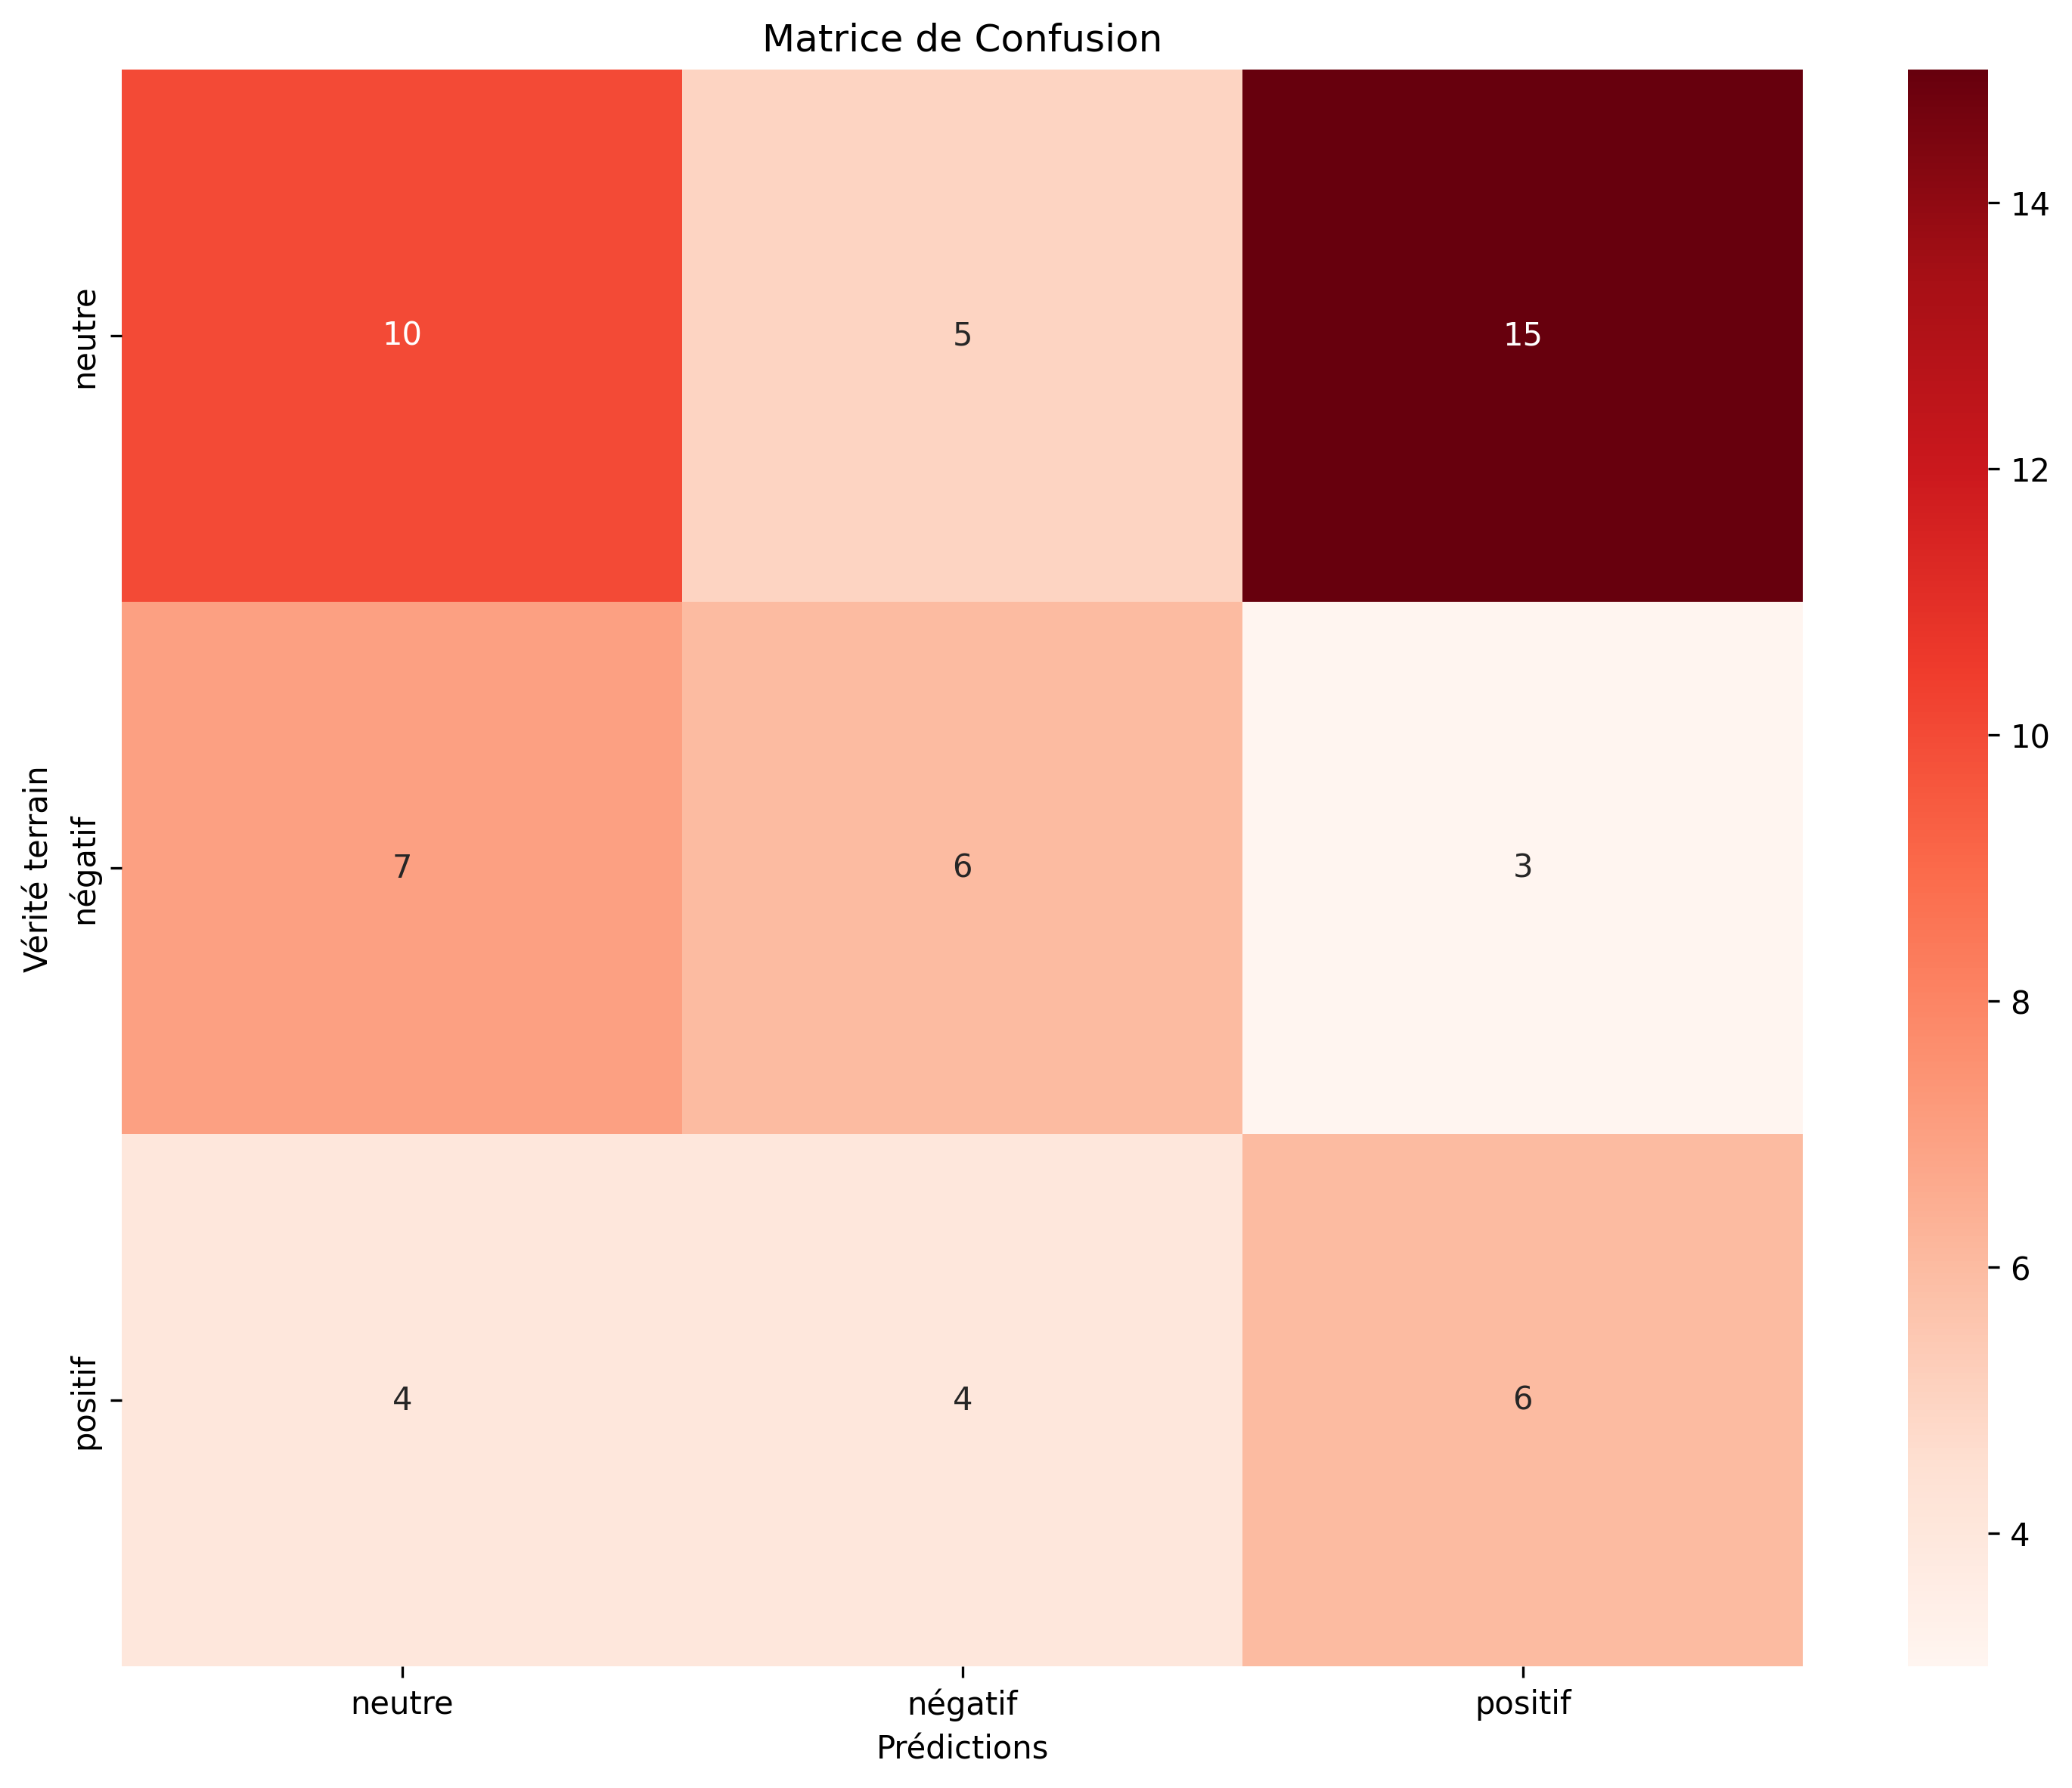 Matrice de Confusion
neutre
10
5
15
Vérité terrain
négatif
7
6
3
positif
4
4
6
neutre
négatif
positif
Prédictions
14
12
10
8
6
4